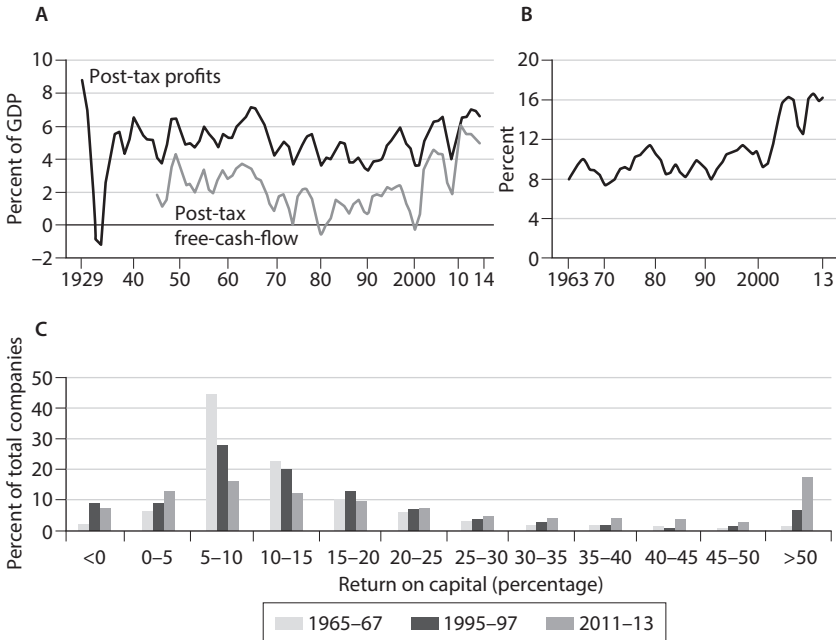 A
Percent of GDP
10
8
6
4
2
0
−2
Post-tax profits
Post-tax
free-cash-flow
1929 40 50 60 70 80 90 2000 10 14
B
Percent
20
16
12
8
4
0
1963 70 80 90 2000 13
C
Percent of total companies
50
40
30
20
10
0
<0 0–5 5–10 10–15 15–20 20–25 25–30 30–35 35–40 40–45 45–50 >50
Return on capital (percentage)
1965–67 1995–97 2011–13